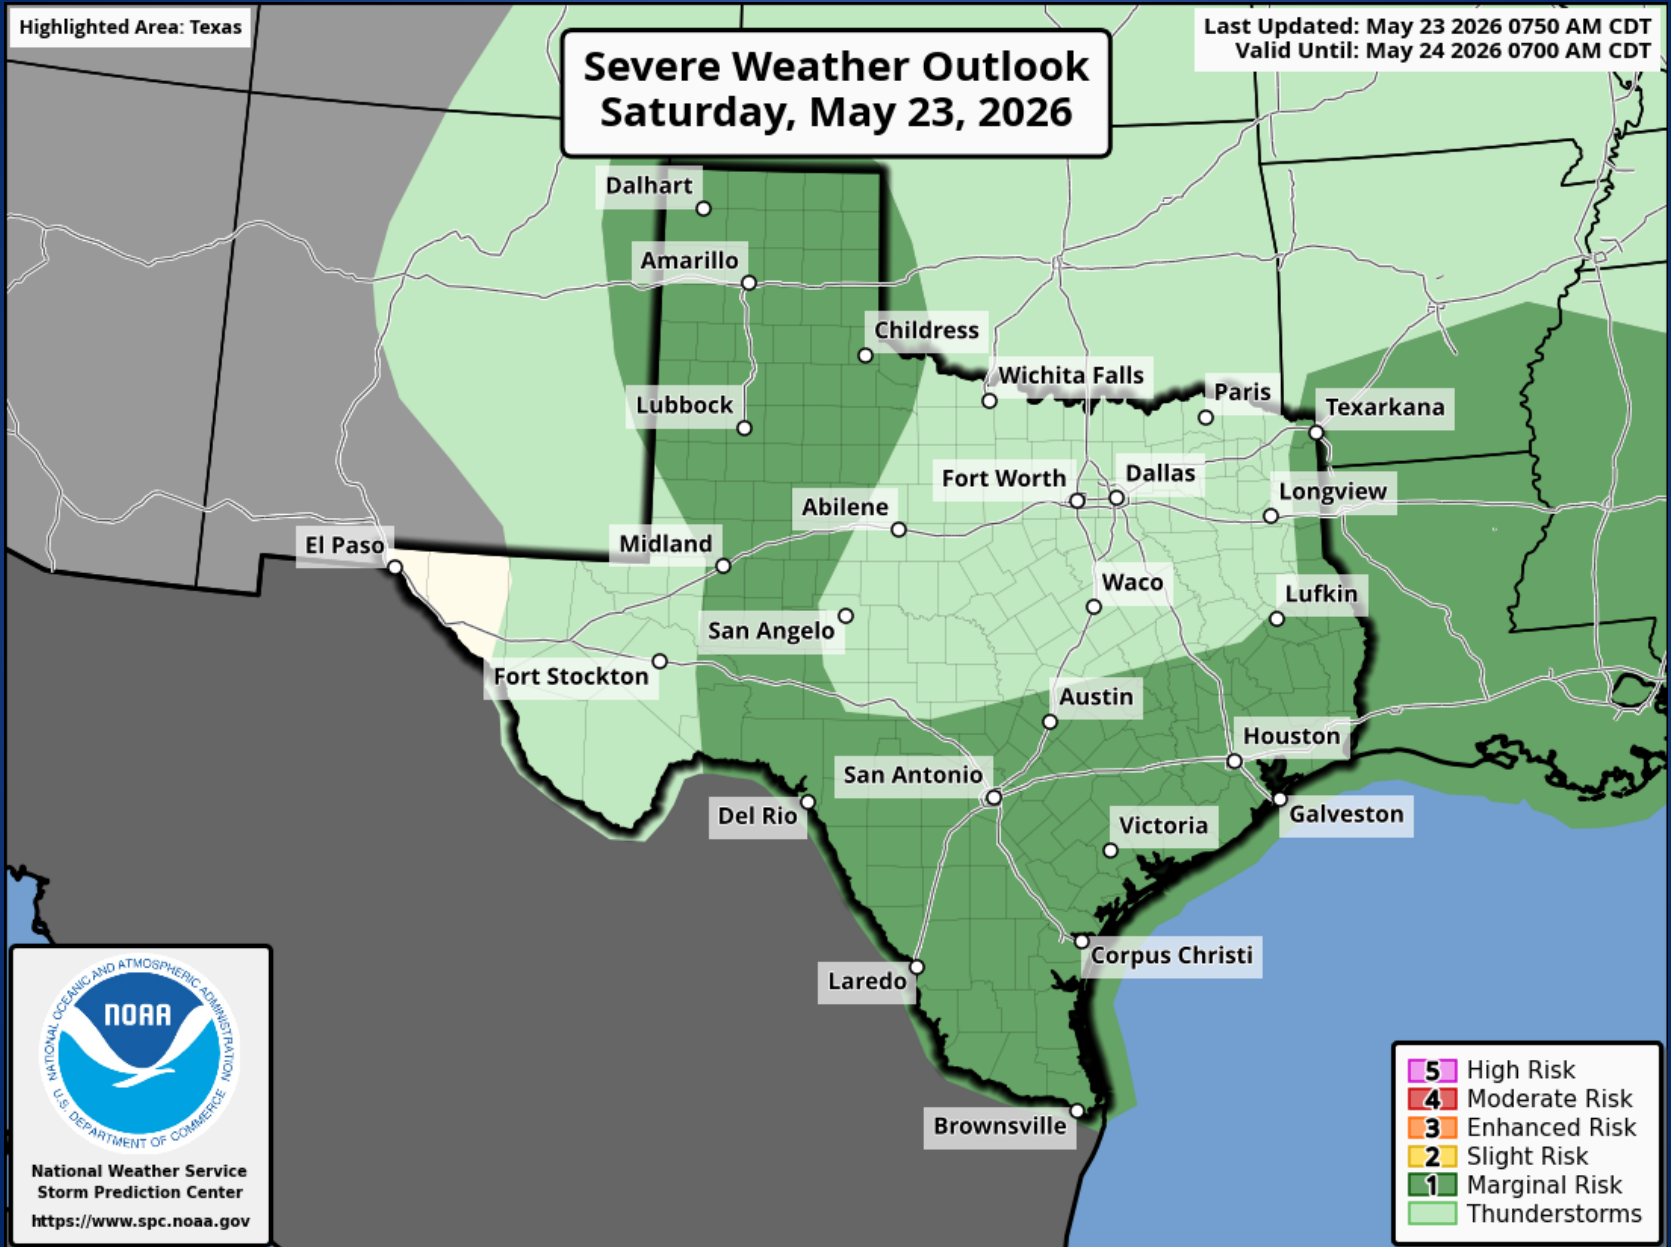 Highlighted Area: Texas
Last Updated: May 23 2026 0750 AM CDT
Valid Until: May 24 2026 0700 AM CDT
Severe Weather Outlook
Saturday, May 23, 2026
Dalhart
Amarillo
Childress
Wichita Falls
Paris
Texarkana
Lubbock
Fort Worth
Dallas
Longview
Abilene
El Paso
Midland
Waco
Lufkin
San Angelo
Fort Stockton
Austin
Houston
San Antonio
Del Rio
Galveston
Victoria
Corpus Christi
Laredo
Brownsville
NATIONAL OCEANIC AND ATMOSPHERIC ADMINISTRATION
NOAA
U.S. DEPARTMENT OF COMMERCE
National Weather Service
Storm Prediction Center
https://www.spc.noaa.gov
5 High Risk
4 Moderate Risk
3 Enhanced Risk
2 Slight Risk
1 Marginal Risk
Thunderstorms